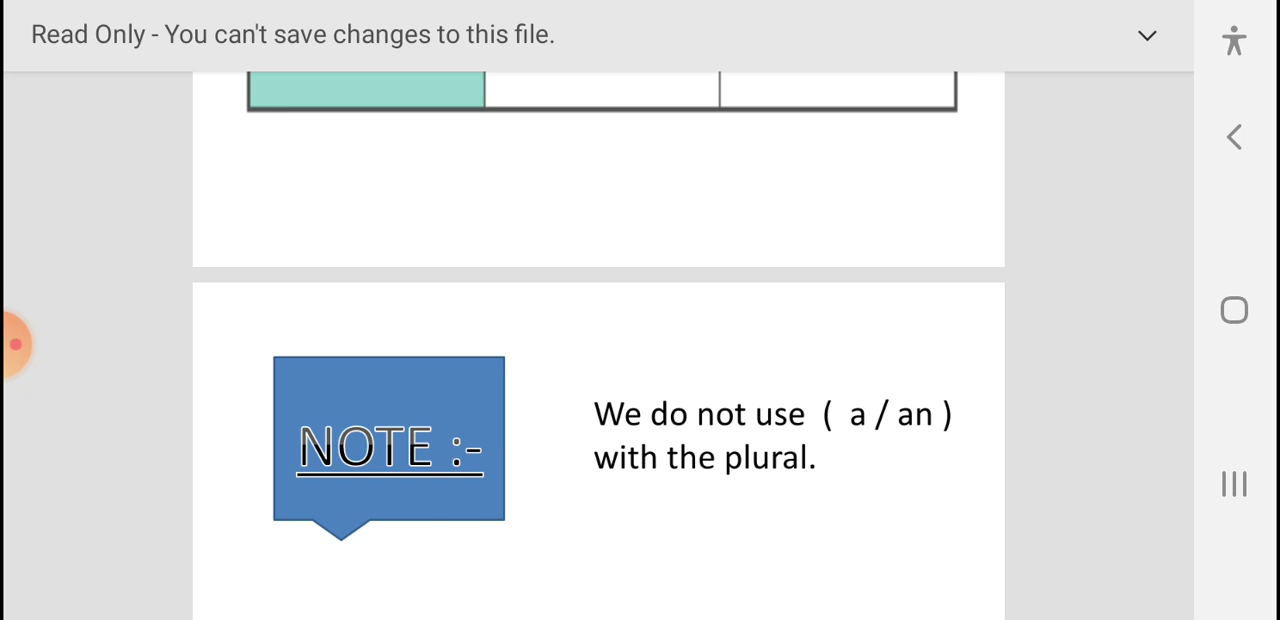 Read Only - You can't save changes to this file.
NOTE :-
We do not use ( a / an )
with the plural.